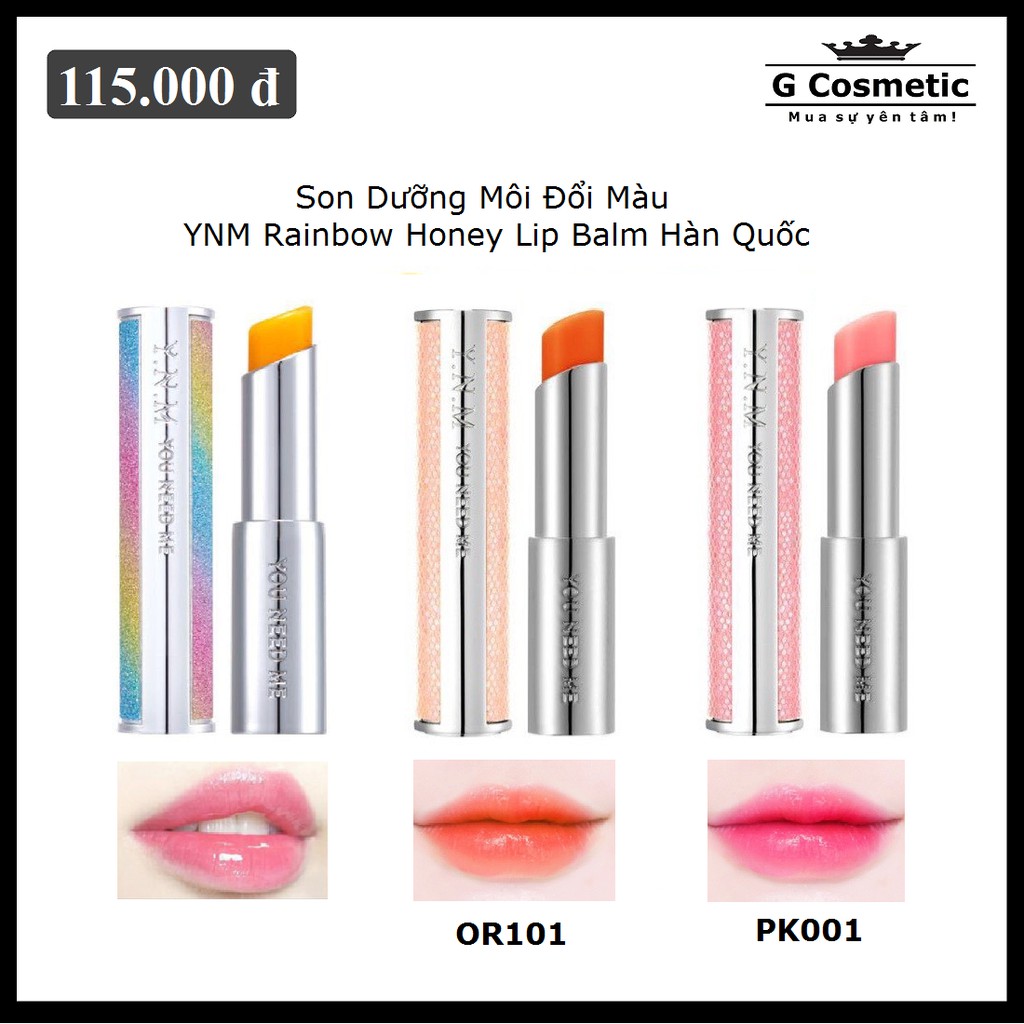 115.000 đ
G Cosmetic
Mua sự yên tâm!
Son Dưỡng Môi Đổi Màu
YNM Rainbow Honey Lip Balm Hàn Quốc
Y.N.M YOU NEED ME
YOU NEED ME
Y.N.M YOU NEED ME
YOU NEED ME
Y.N.M YOU NEED ME
YOU NEED ME
OR101
PK001